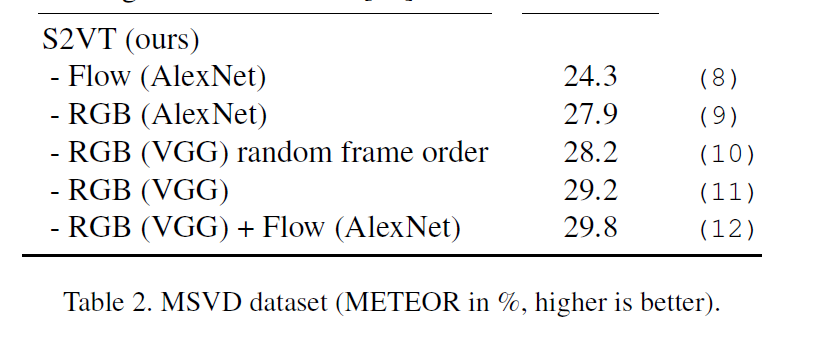 S2VT (ours)
- Flow (AlexNet) 24.3 (8)
- RGB (AlexNet) 27.9 (9)
- RGB (VGG) random frame order 28.2 (10)
- RGB (VGG) 29.2 (11)
- RGB (VGG) + Flow (AlexNet) 29.8 (12)
Table 2. MSVD dataset (METEOR in %, higher is better).